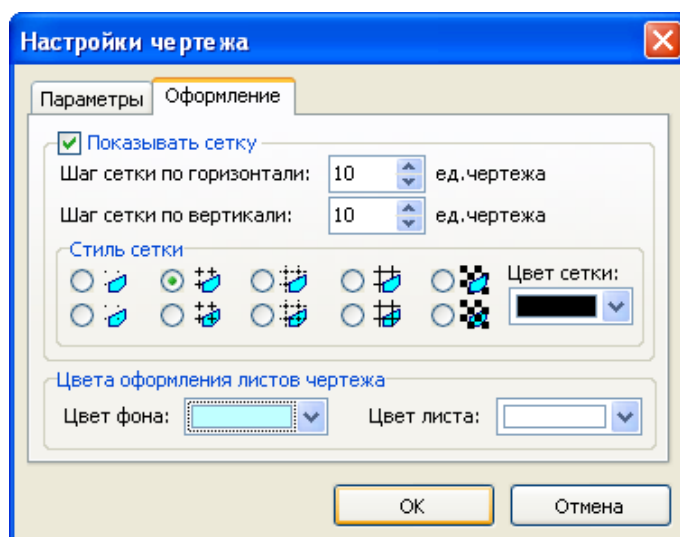 Настройки чертежа
Параметры Оформление
Показывать сетку
Шаг сетки по горизонтали: 10 ед.чертежа
Шаг сетки по вертикали: 10 ед.чертежа
Стиль сетки
Цвет сетки:
Цвета оформления листов чертежа
Цвет фона: Цвет листа:
ОК Отмена